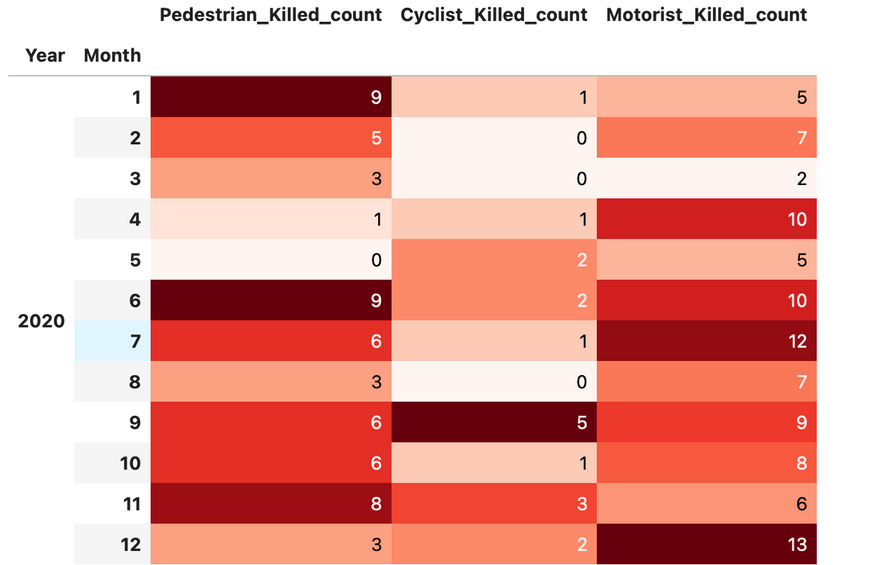 Pedestrian_Killed_count Cyclist_Killed_count Motorist_Killed_count
Year Month
1 9 1 5
2 5 0 7
3 3 0 2
4 1 1 10
5 0 2 5
6 9 2 10
2020
7 6 1 12
8 3 0 7
9 6 5 9
10 6 1 8
11 8 3 6
12 3 2 13